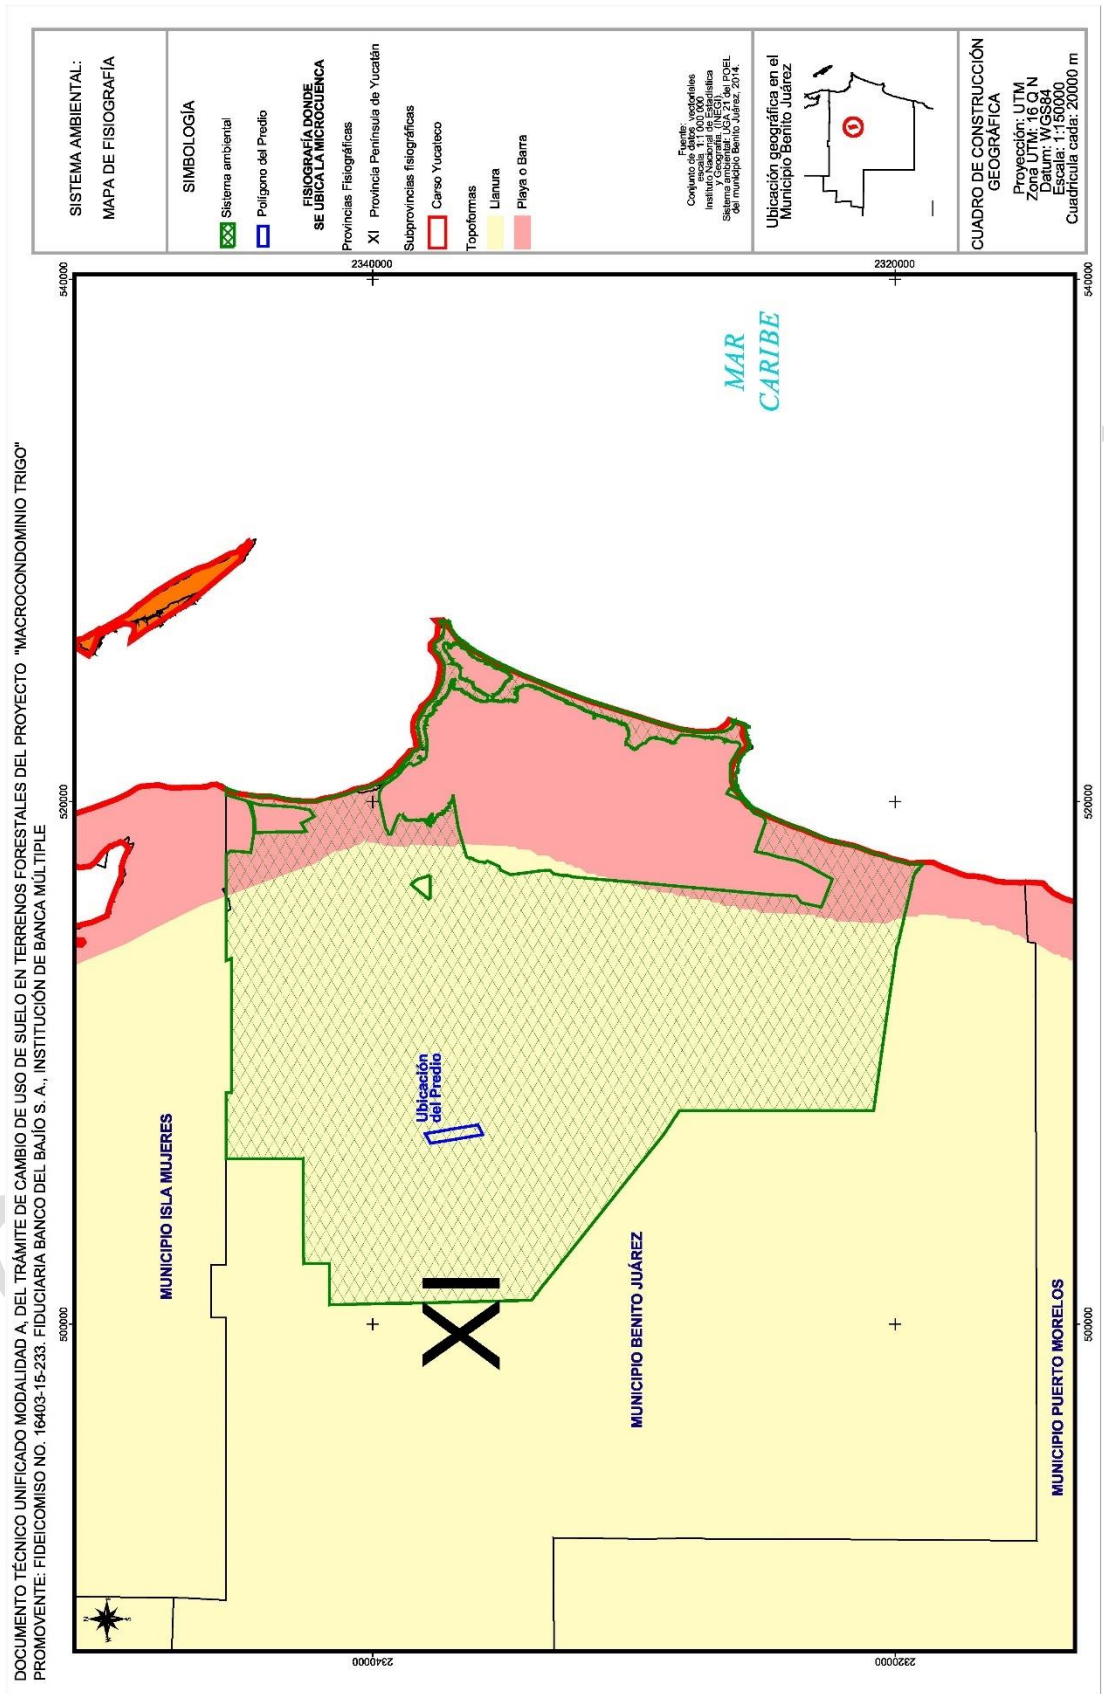 DOCUMENTO TÉCNICO UNIFICADO MODALIDAD A, DEL TRÁMITE DE CAMBIO DE USO DE SUELO EN TERRENOS FORESTALES DEL PROYECTO "MACROCONDOMINIO TRIGO"
PROMOVENTE: FIDEICOMISO NO. 16403-15-233. FIDUCIARIA BANCO DEL BAJÍO S. A., INSTITUCIÓN DE BANCA MÚLTIPLE
500000
520000
540000
N
W
S
MUNICIPIO ISLA MUJERES
2340000
2340000
Ubicación
del Predio
XI
MUNICIPIO BENITO JUÁREZ
MAR
CARIBE
2320000
2320000
MUNICIPIO PUERTO MORELOS
500000
520000
540000
SISTEMA AMBIENTAL:
MAPA DE FISIOGRAFÍA
SIMBOLOGÍA
Sistema ambiental
Polígono del Predio
FISIOGRAFÍA DONDE
SE UBICA LA MICROCUENCA
Provincias Fisiográficas
XI Provincia Península de Yucatán
Subprovincias fisiográficas
Carso Yucateco
Topoformas
Llanura
Playa o Barra
Fuente:
Conjunto de datos vectoriales
escala 1:1 000 000
Instituto Nacional de Estadística
y Geografía. (INEGI).
Sistema ambiental: UGA 21 del POEL
del municipio Benito Juárez, 2014.
Ubicación geográfica en el
Municipio Benito Juárez
CUADRO DE CONSTRUCCIÓN
GEOGRÁFICA
Proyección: UTM
Zona UTM: 16 Q N
Datum: WGS84
Escala: 1:150000
Cuadrícula cada: 20000 m